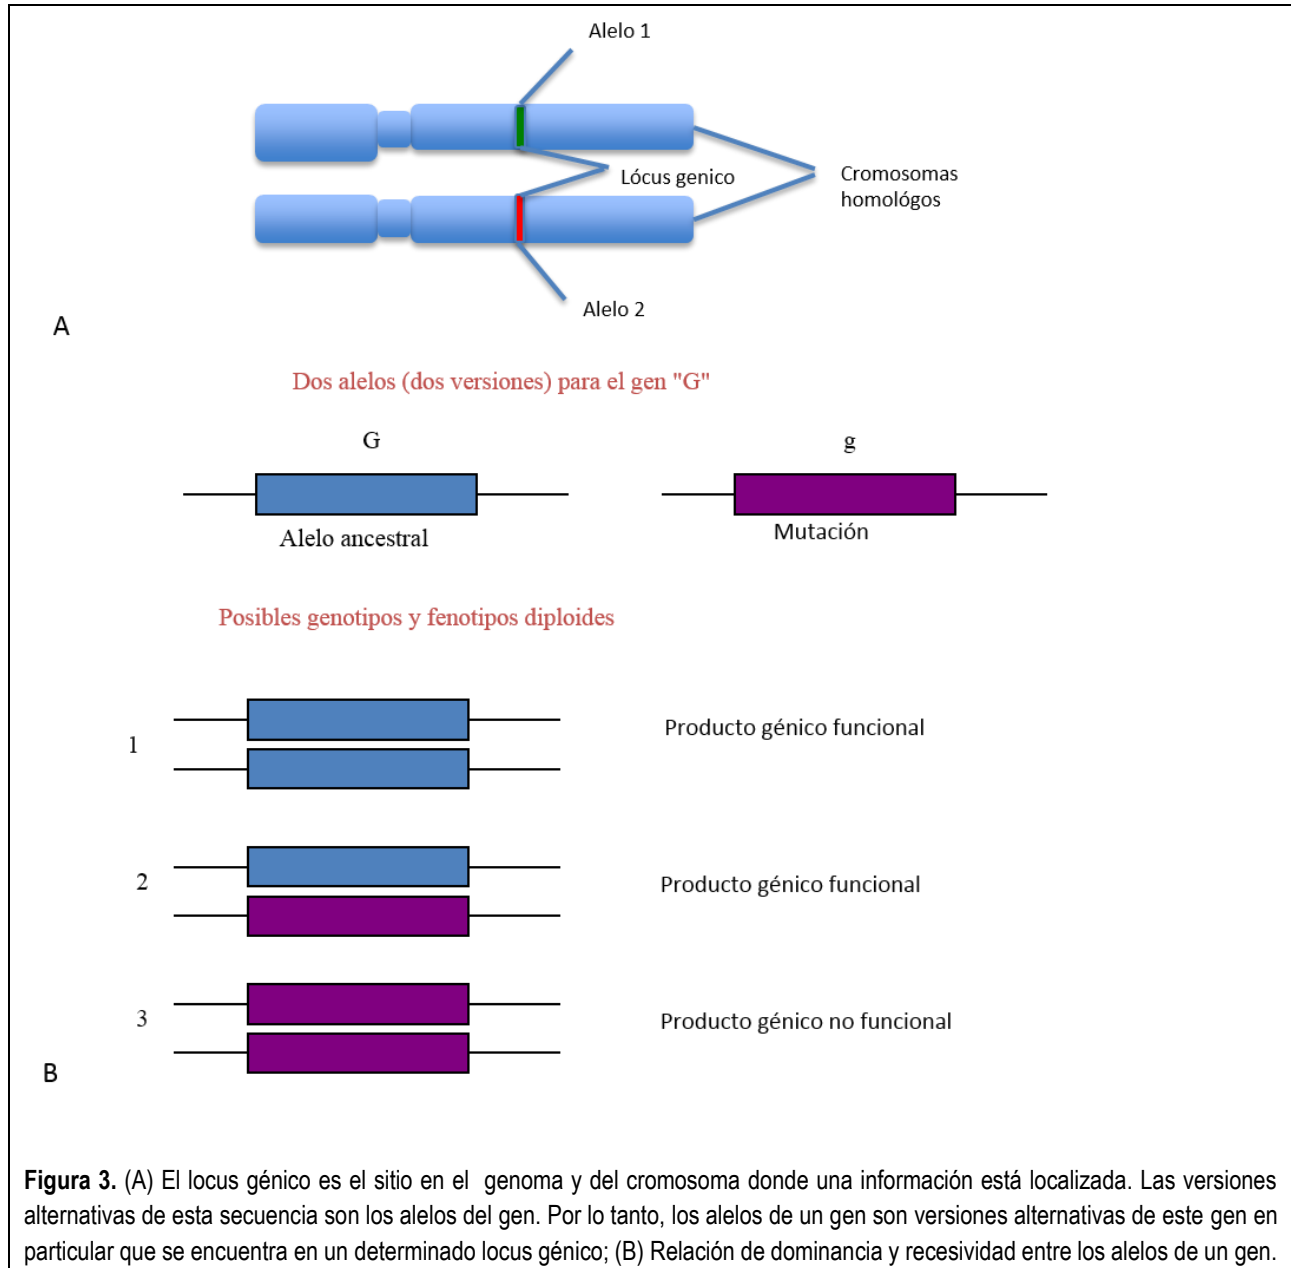 Alelo 1
Lócus genico
Cromosomas
homológos
Alelo 2
A
Dos alelos (dos versiones) para el gen "G"
G
g
Alelo ancestral
Mutación
Posibles genotipos y fenotipos diploides
1
Producto génico funcional
2
Producto génico funcional
3
Producto génico no funcional
B
Figura 3. (A) El locus génico es el sitio en el genoma y del cromosoma donde una información está localizada. Las versiones
alternativas de esta secuencia son los alelos del gen. Por lo tanto, los alelos de un gen son versiones alternativas de este gen en
particular que se encuentra en un determinado locus génico; (B) Relación de dominancia y recesividad entre los alelos de un gen.